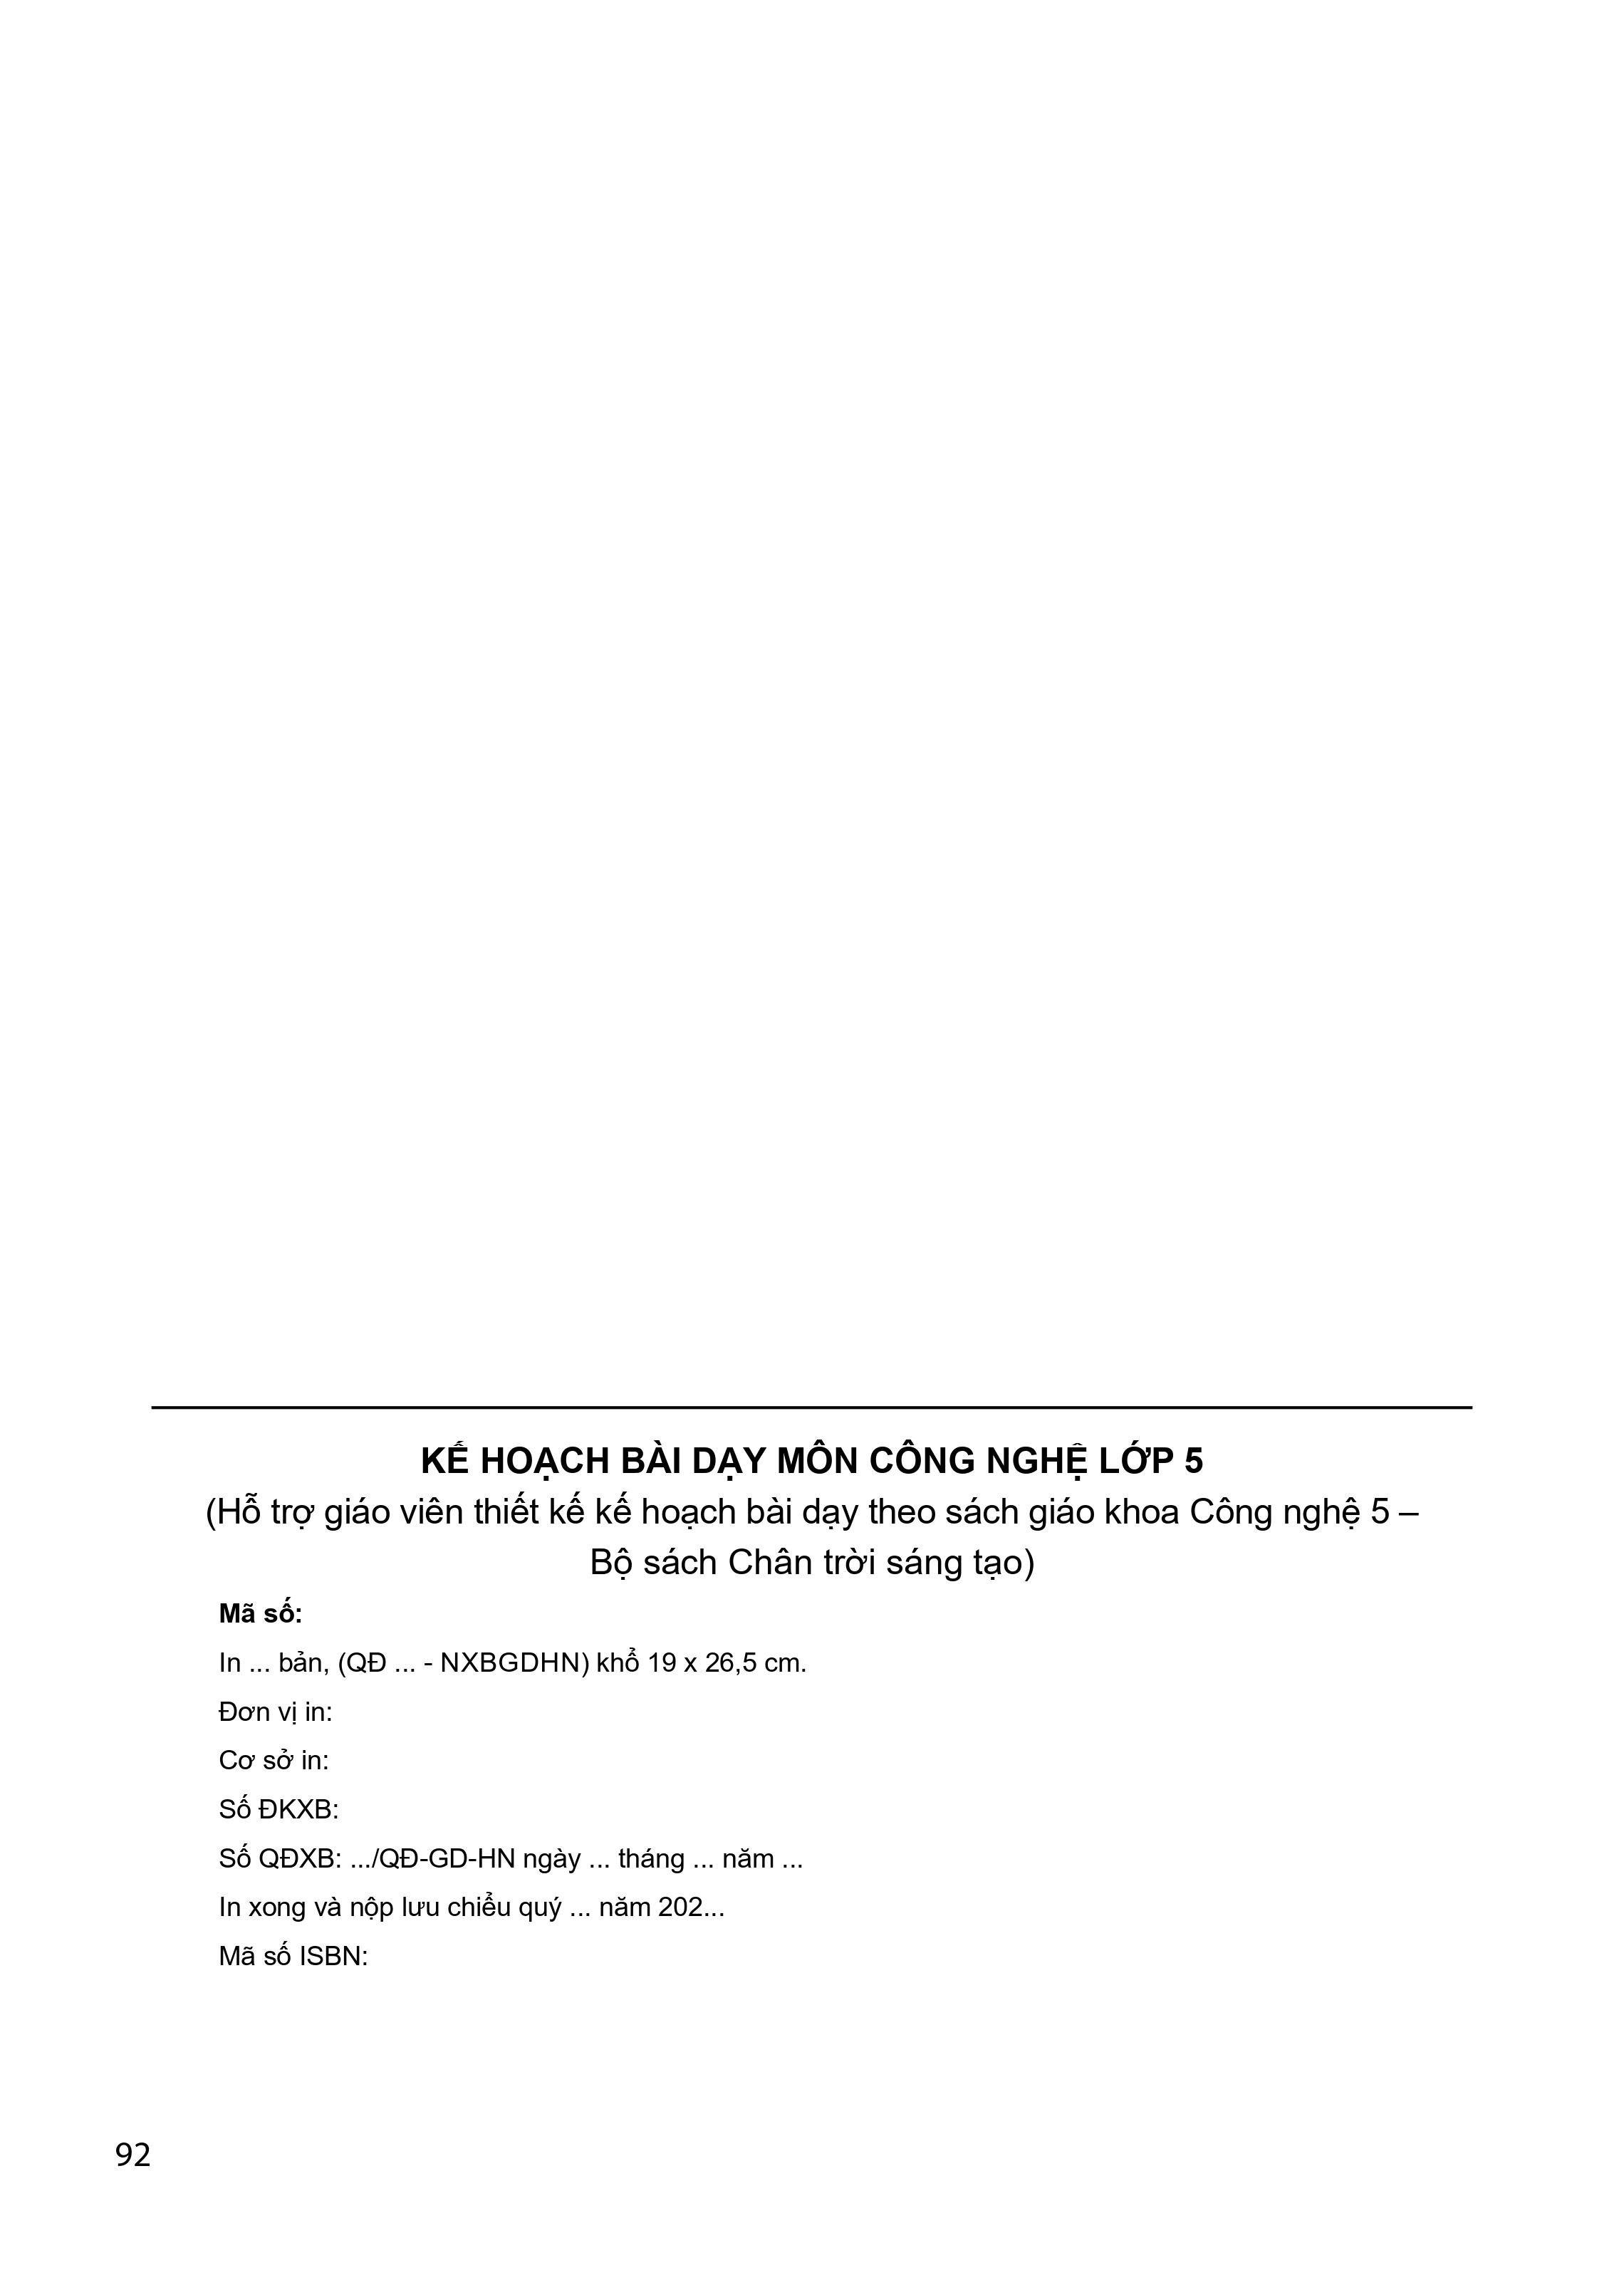 KẾ HOẠCH BÀI DẠY MÔN CÔNG NGHỆ LỚP 5
(Hỗ trợ giáo viên thiết kế kế hoạch bài dạy theo sách giáo khoa Công nghệ 5 –
Bộ sách Chân trời sáng tạo)
Mã số:
In ... bản, (QĐ ... - NXBGDHN) khổ 19 x 26,5 cm.
Đơn vị in:
Cơ sở in:
Số ĐKXB:
Số QĐXB: .../QĐ-GD-HN ngày ... tháng ... năm ...
In xong và nộp lưu chiểu quý ... năm 202...
Mã số ISBN:
92